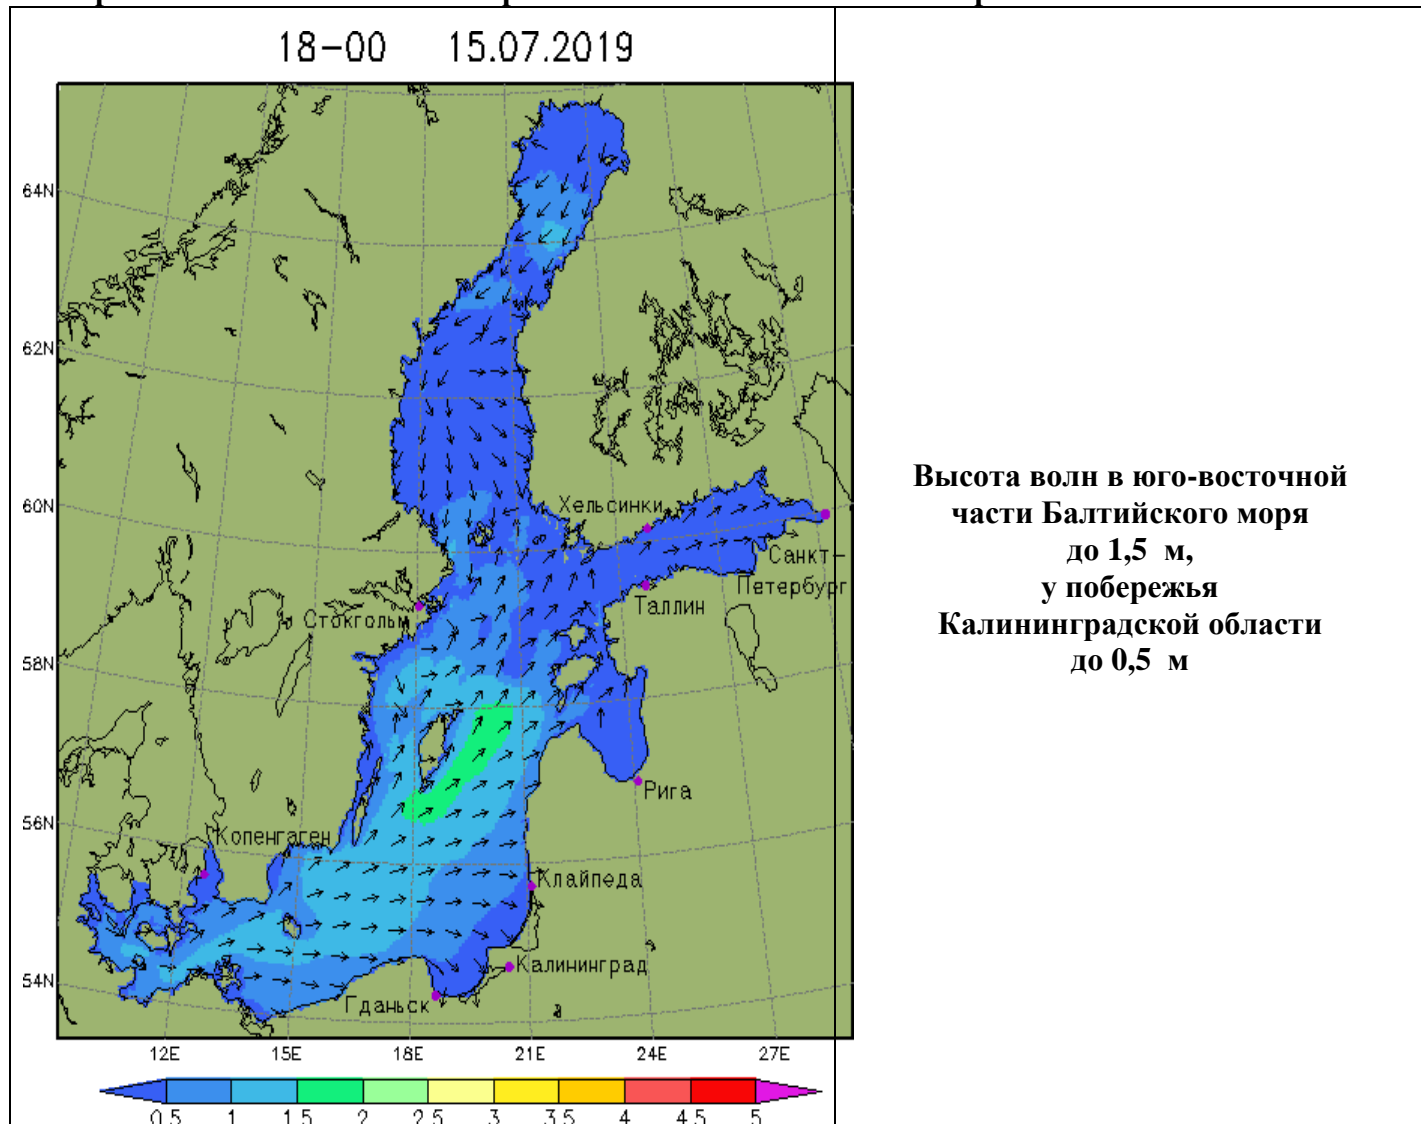 18-00 15.07.2019
64N
62N
60N
58N
56N
54N
Хельсинки
Санкт-
Петербург
Таллин
Стокгольм
Рига
Копенгаген
Клайпеда
Калининград
Гданьск
12E 15E 18E 21E 24E 27E
0.5 1 1.5 2 2.5 3 3.5 4 4.5 5
Высота волн в юго-восточной
части Балтийского моря
до 1,5 м,
у побережья
Калининградской области
до 0,5 м